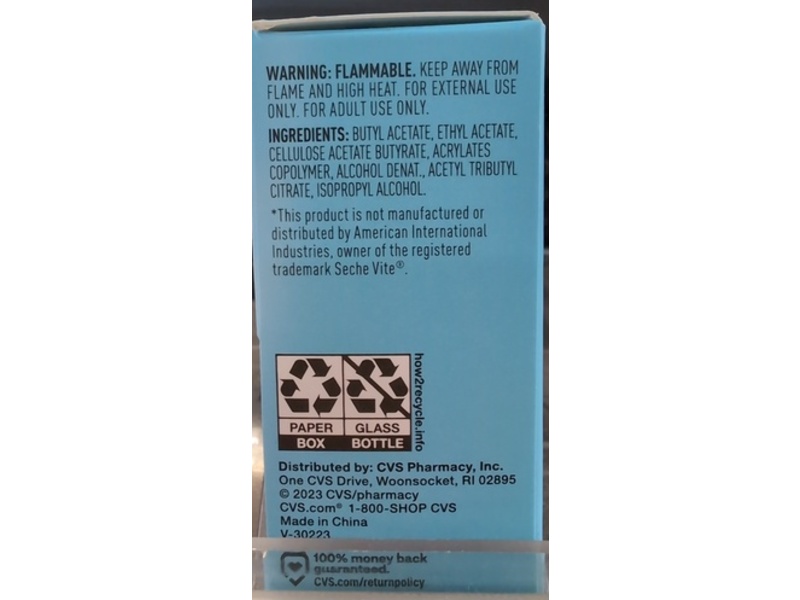 WARNING: FLAMMABLE. KEEP AWAY FROM
FLAME AND HIGH HEAT. FOR EXTERNAL USE
ONLY. FOR ADULT USE ONLY.
INGREDIENTS: BUTYL ACETATE, ETHYL ACETATE,
CELLULOSE ACETATE BUTYRATE, ACRYLATES
COPOLYMER, ALCOHOL DENAT., ACETYL TRIBUTYL
CITRATE, ISOPROPYL ALCOHOL.
*This product is not manufactured or
distributed by American International
Industries, owner of the registered
trademark Seche Vite®.
how2recycle.info
PAPER GLASS
BOX BOTTLE
Distributed by: CVS Pharmacy, Inc.
One CVS Drive, Woonsocket, RI 02895
© 2023 CVS/pharmacy
CVS.com® 1-800-SHOP CVS
Made in China
V-30223
100% money back
guaranteed.
CVS.com/returnpolicy